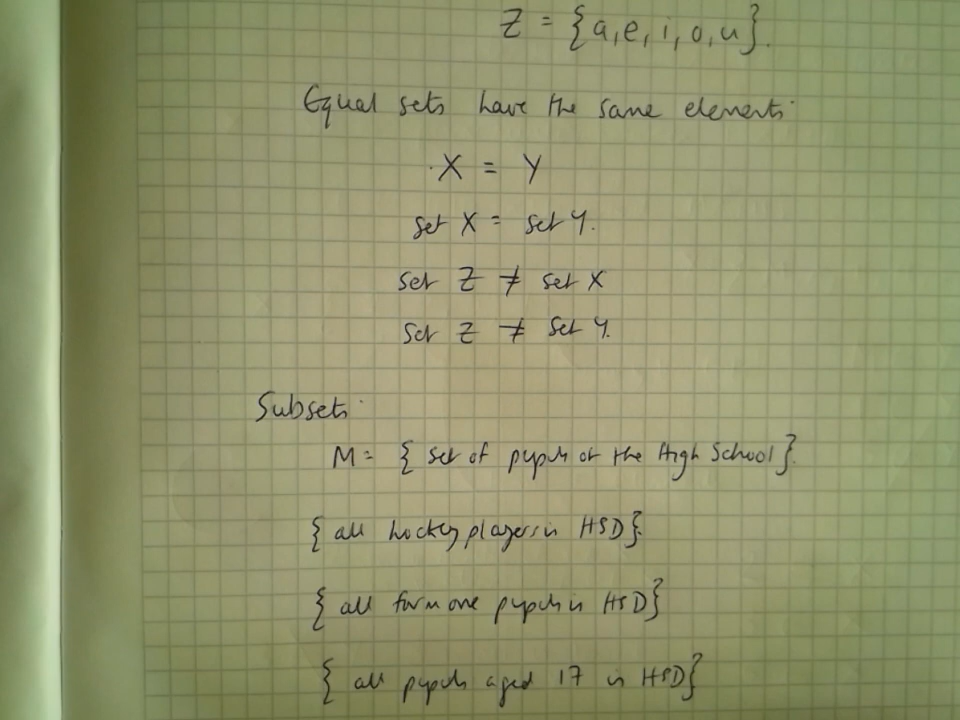 Z = {a, e, i, o, u}.
Equal sets have the same elements
X = Y
set X = set Y.
set Z ≠ set X
set Z ≠ set Y.
Subsets
M = { set of pupils at the High School}.
{ all hockey players in HSD}.
{ all form one pupils in HSD}
{ all pupils aged 17 in HSD}